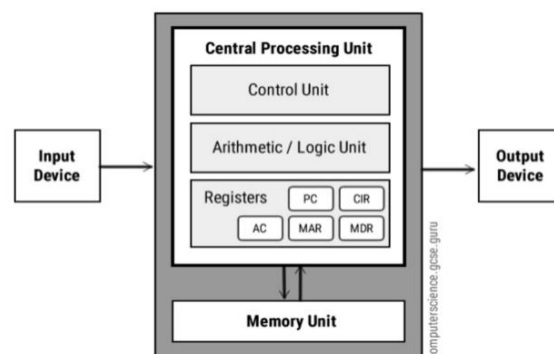 Central Processing Unit
Control Unit
Arithmetic / Logic Unit
Input
Device
Output
Device
Registers PC CIR
AC MAR MDR
Memory Unit
omputerscience.gcse.guru